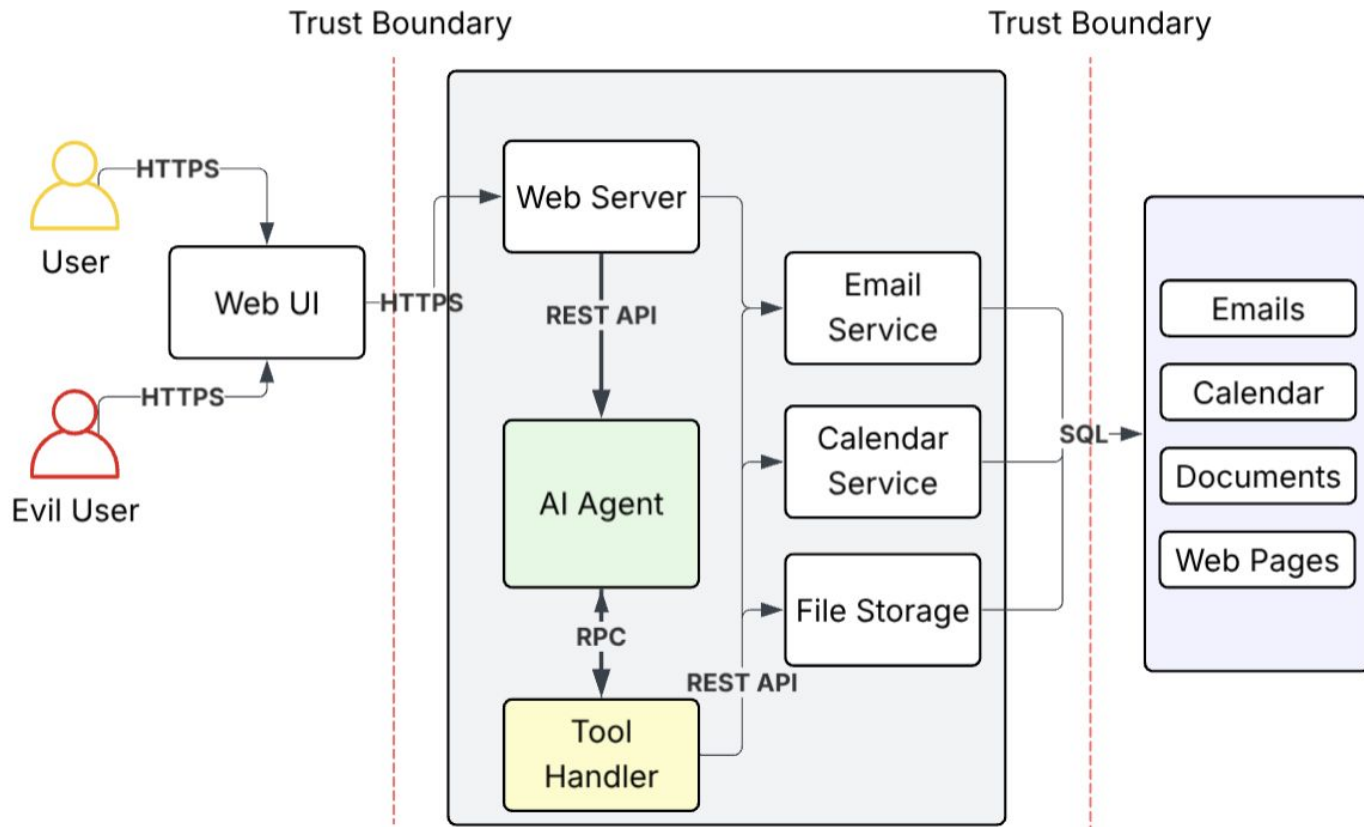 Trust Boundary
Trust Boundary
HTTPS
User
Web UI
HTTPS
HTTPS
Evil User
Web Server
REST API
AI Agent
RPC
Tool
Handler
REST API
Email
Service
Calendar
Service
File Storage
SQL
Emails
Calendar
Documents
Web Pages